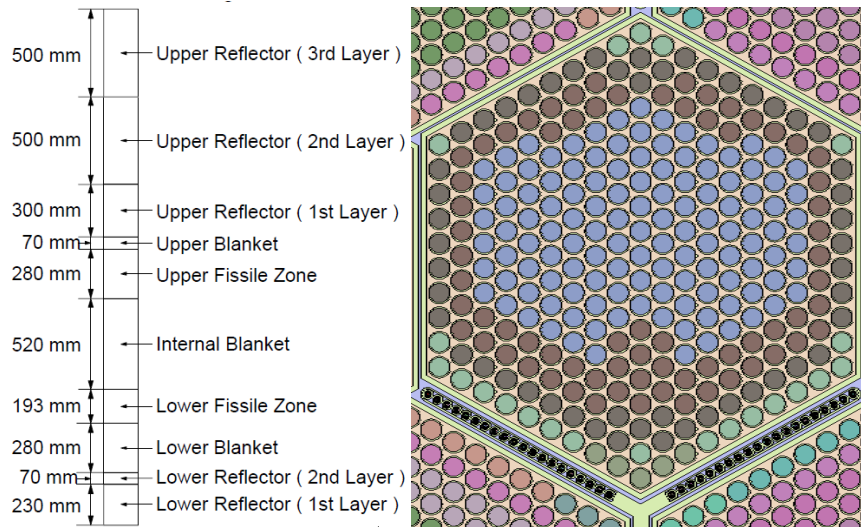 500 mm Upper Reflector ( 3rd Layer )
500 mm Upper Reflector ( 2nd Layer )
300 mm Upper Reflector ( 1st Layer )
70 mm Upper Blanket
280 mm Upper Fissile Zone
520 mm Internal Blanket
193 mm Lower Fissile Zone
280 mm Lower Blanket
70 mm Lower Reflector ( 2nd Layer )
230 mm Lower Reflector ( 1st Layer )